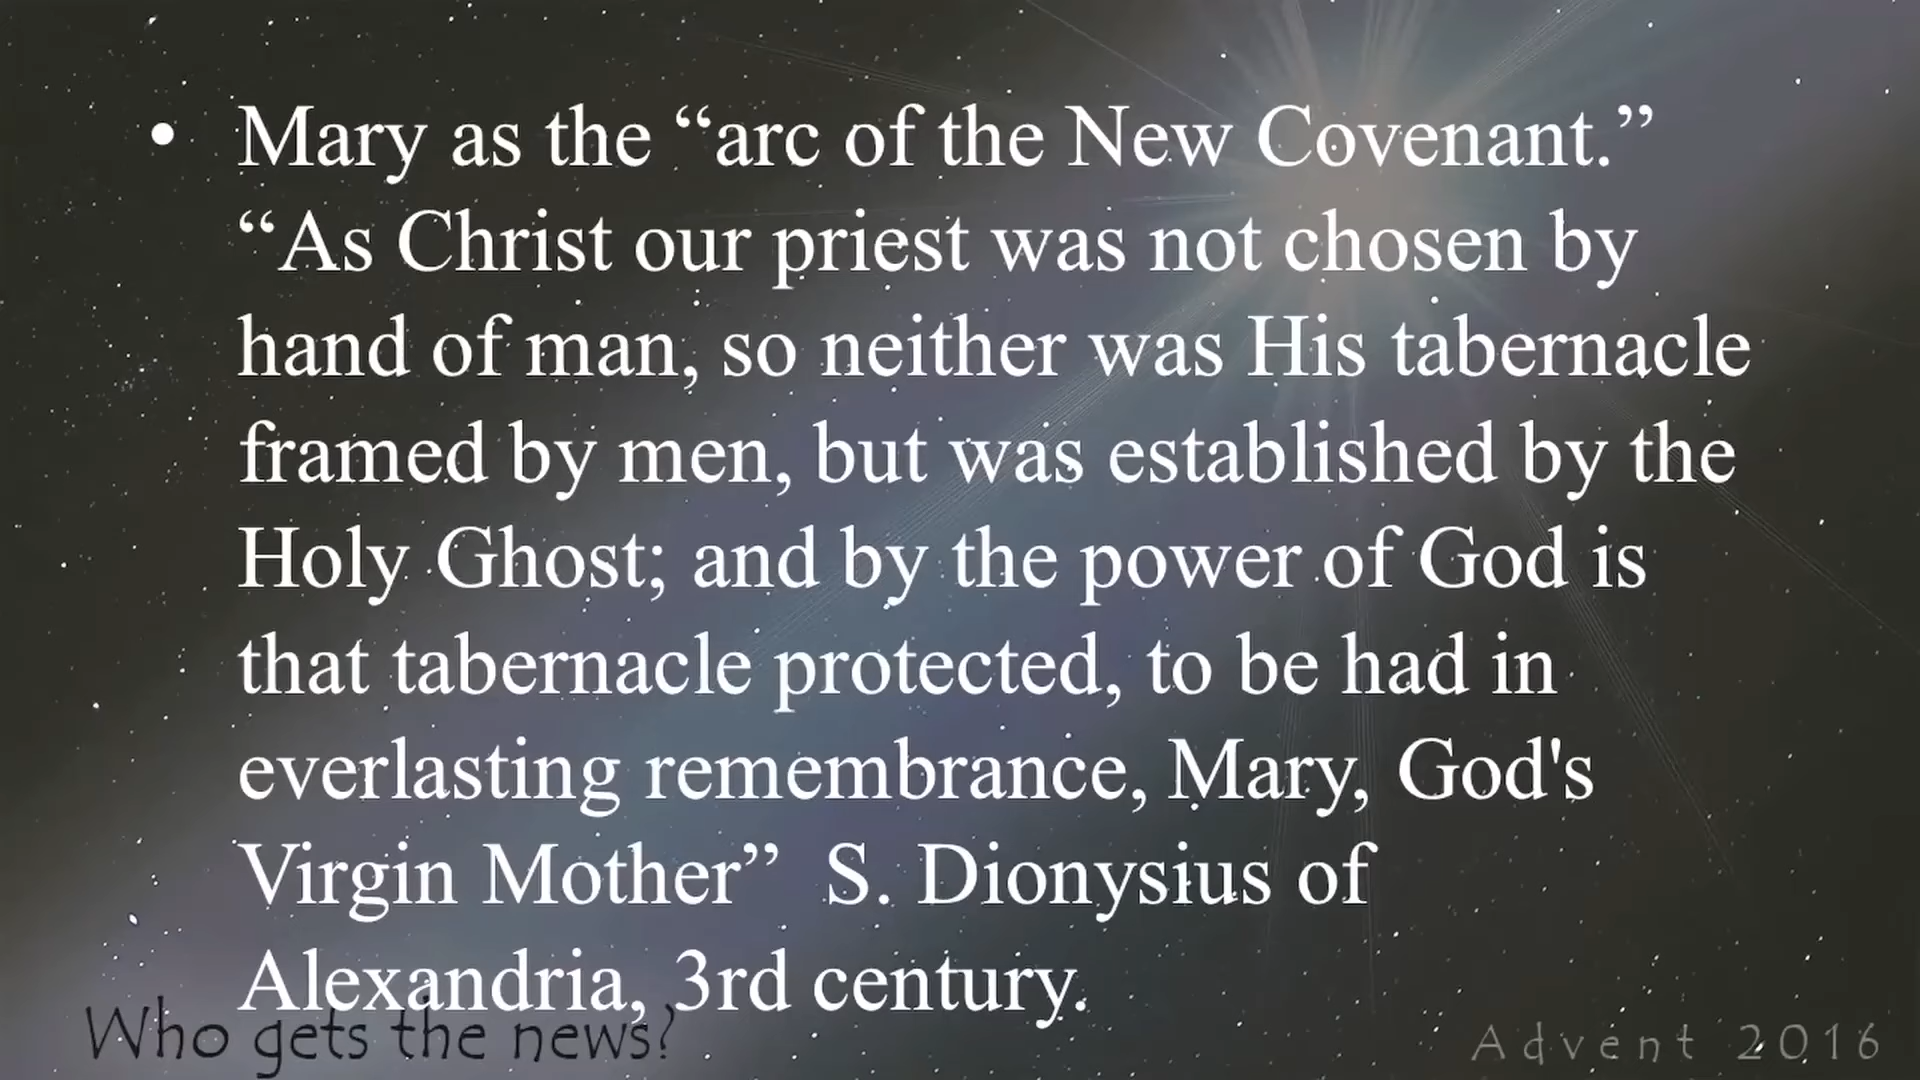 • Mary as the “arc of the New Covenant.”
“As Christ our priest was not chosen by
hand of man, so neither was His tabernacle
framed by men, but was established by the
Holy Ghost; and by the power of God is
that tabernacle protected, to be had in
everlasting remembrance, Mary, God's
Virgin Mother”  S. Dionysius of
Alexandria, 3rd century.
Who gets the news?
Advent 2016